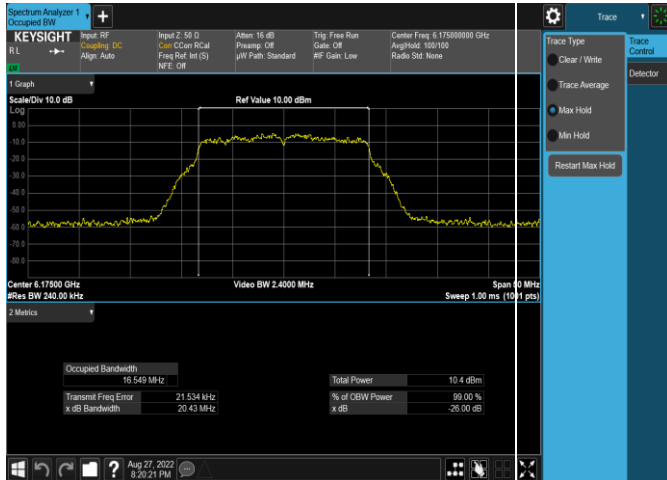 Spectrum Analyzer 1
Occupied BW
Trace
KEYSIGHT
Input: RF
Input Z: 50 Ω
Atten: 16 dB
Trig: Free Run
Center Freq: 6.175000000 GHz
RL
Coupling: DC
Corr CCorr RCal
Preamp: Off
Gate: Off
Avg|Hold: 100/100
Align: Auto
Freq Ref: Int (S)
µW Path: Standard
#IF Gain: Low
Radio Std: None
NFE: Off
Trace Type
Clear / Write
Trace Average
Max Hold
Min Hold
Restart Max Hold
Trace Control
Detector
1 Graph
Scale/Div 10.0 dB
Ref Value 10.00 dBm
Log
0.00
-10.0
-20.0
-30.0
-40.0
-50.0
-60.0
-70.0
-80.0
Center 6.17500 GHz
Video BW 2.4000 MHz
Span 50 MHz
#Res BW 240.00 kHz
Sweep 1.00 ms (1001 pts)
2 Metrics
Occupied Bandwidth
16.549 MHz
Total Power
10.4 dBm
Transmit Freq Error
21.534 kHz
% of OBW Power
99.00 %
x dB Bandwidth
20.43 MHz
x dB
-26.00 dB
Aug 27, 2022
8:20:21 PM